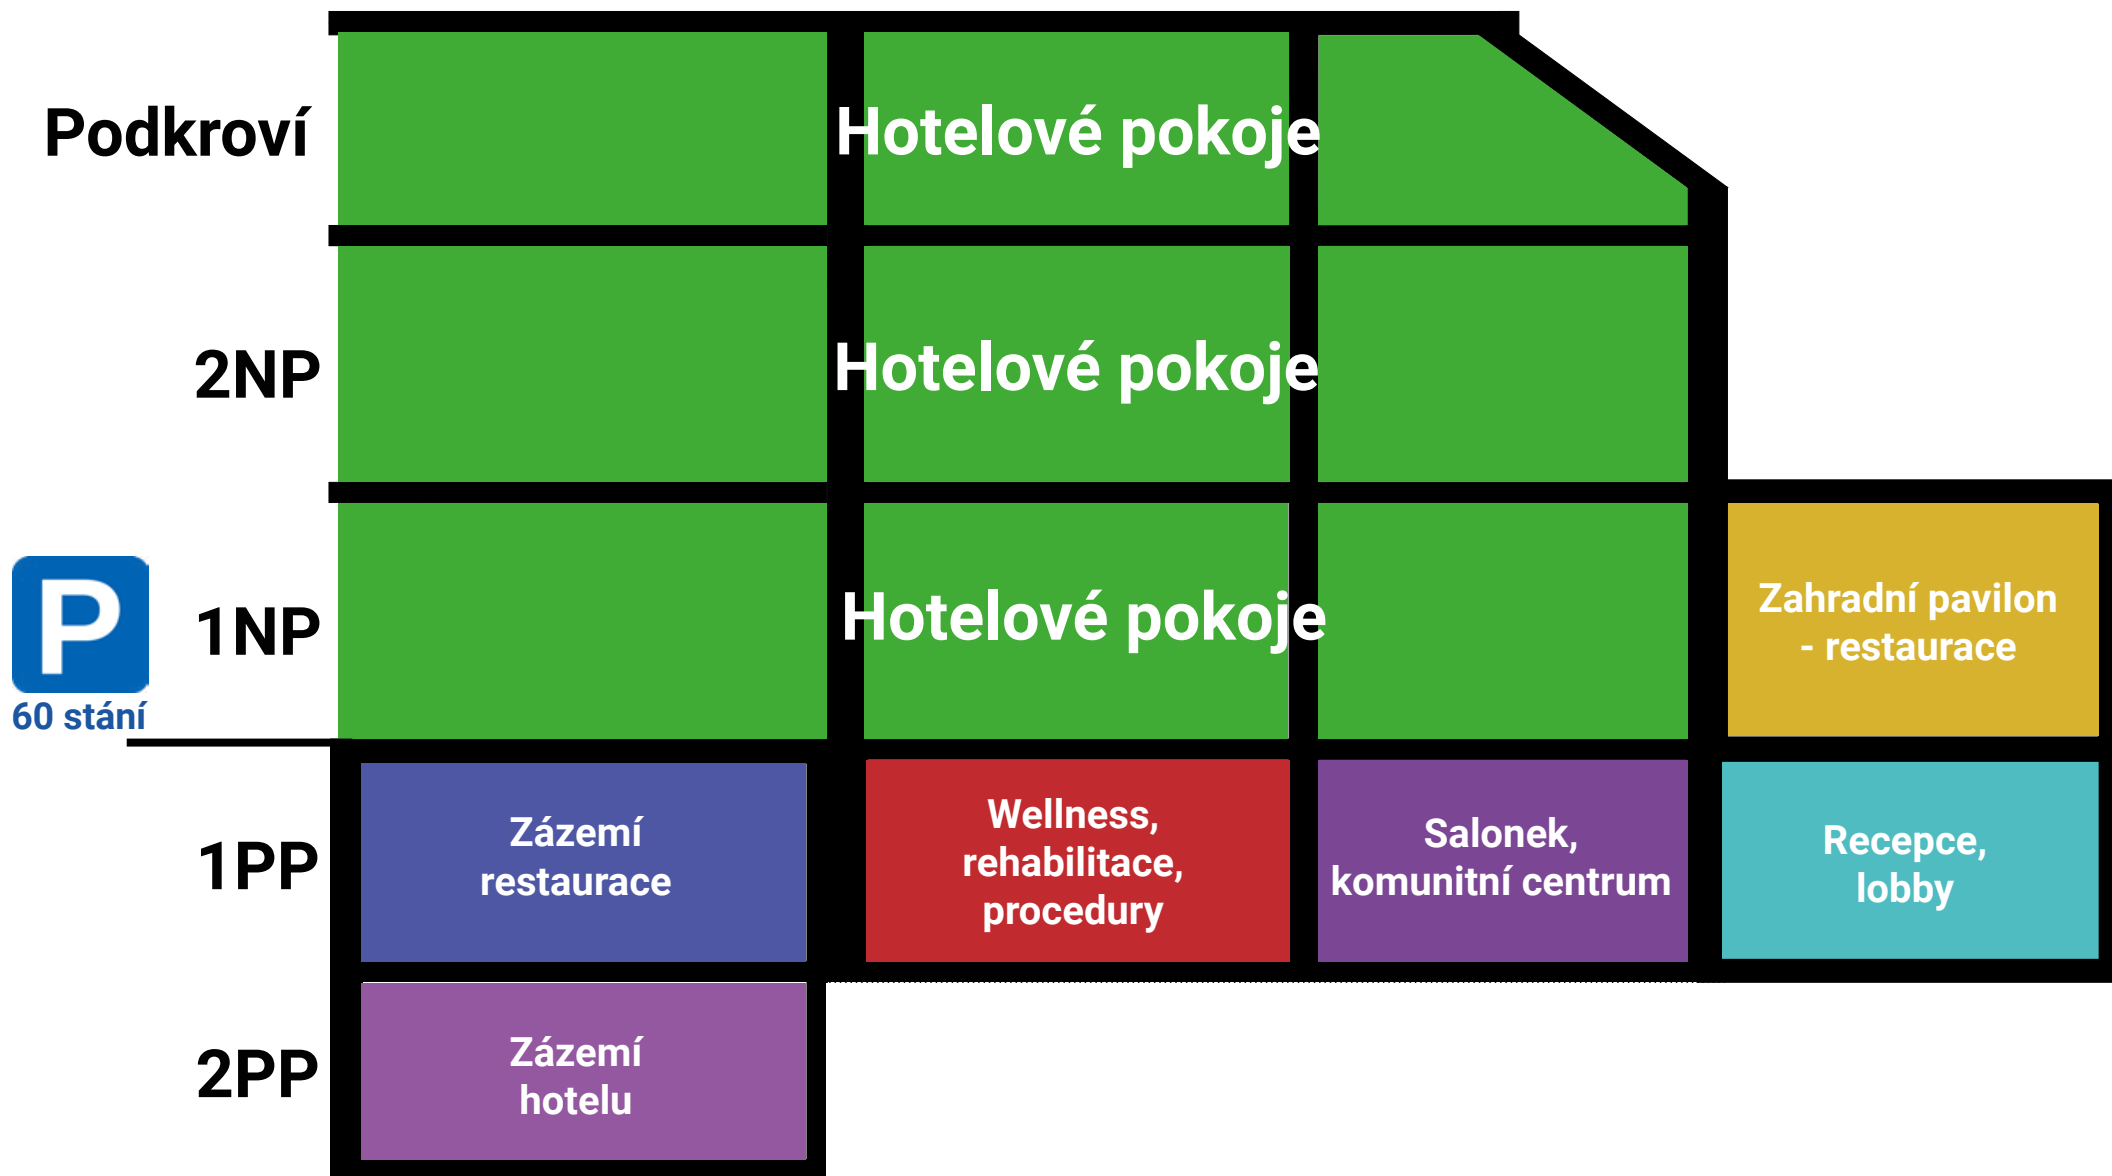 Podkroví
Hotelové pokoje
2NP
Hotelové pokoje
P
60 stání
1NP
Hotelové pokoje
Zahradní pavilon
- restaurace
1PP
Zázemí
restaurace
Wellness,
rehabilitace,
procedury
Salonek,
komunitní centrum
Recepce,
lobby
2PP
Zázemí
hotelu